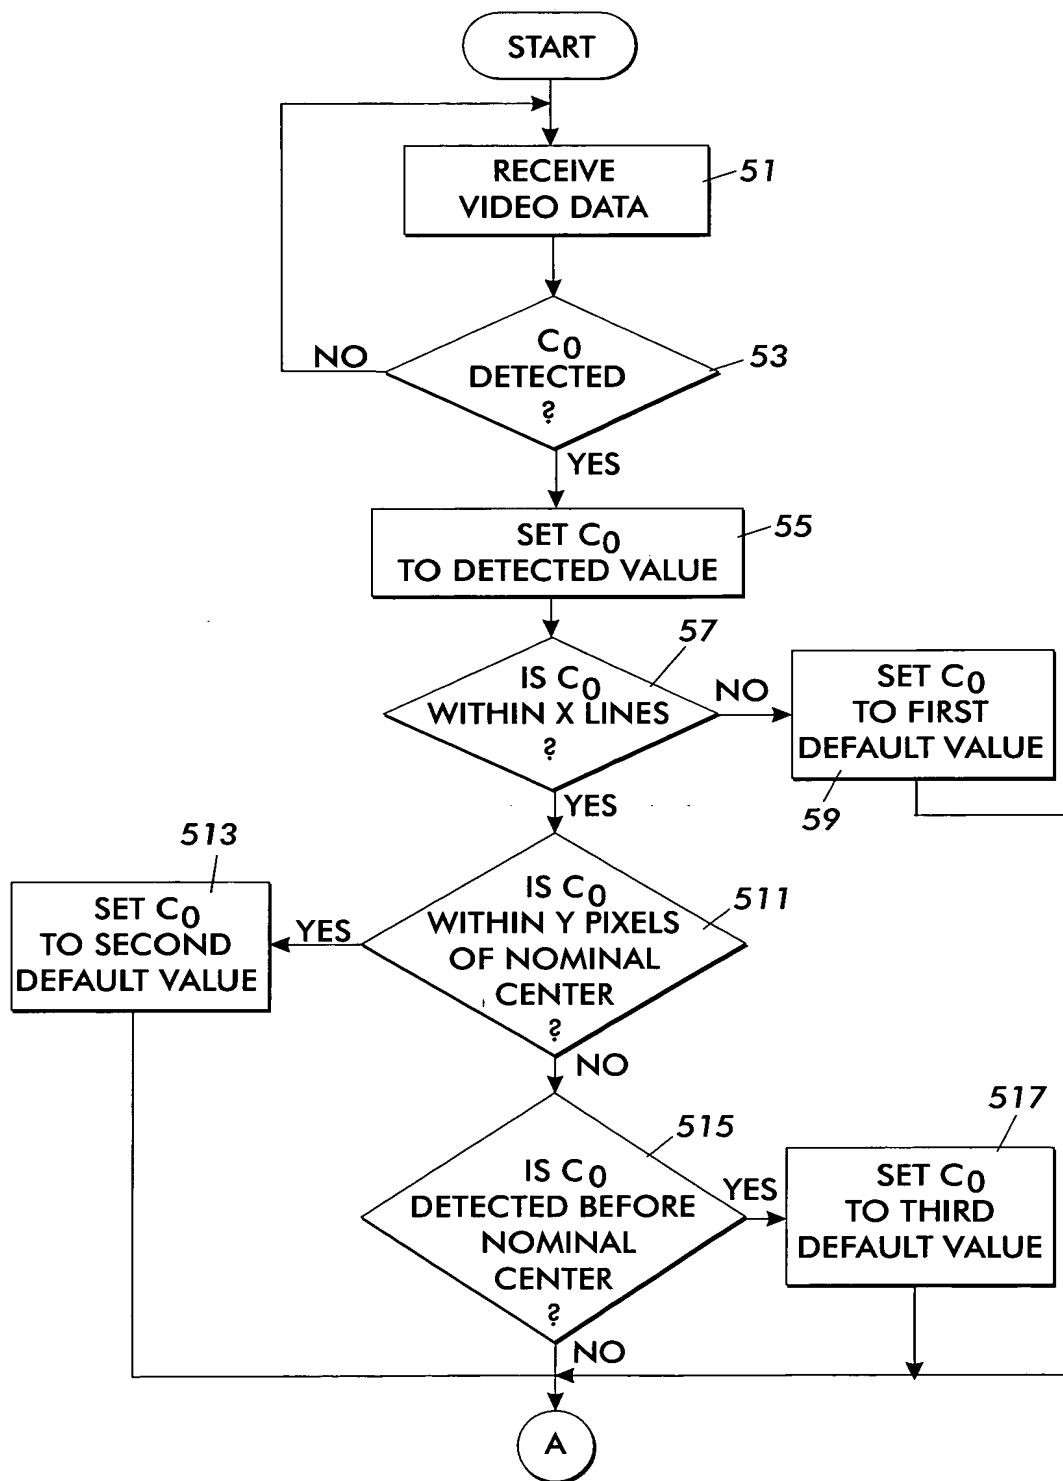 START
RECEIVE
VIDEO DATA
51
C0
DETECTED
?
53
NO
YES
SET C0
TO DETECTED VALUE
55
IS C0
WITHIN X LINES
?
57
NO
SET C0
TO FIRST
DEFAULT VALUE
59
YES
513
SET C0
TO SECOND
DEFAULT VALUE
YES
IS C0
WITHIN Y PIXELS
OF NOMINAL
CENTER
?
511
NO
IS C0
DETECTED BEFORE
NOMINAL
CENTER
?
515
YES
517
SET C0
TO THIRD
DEFAULT VALUE
NO
A